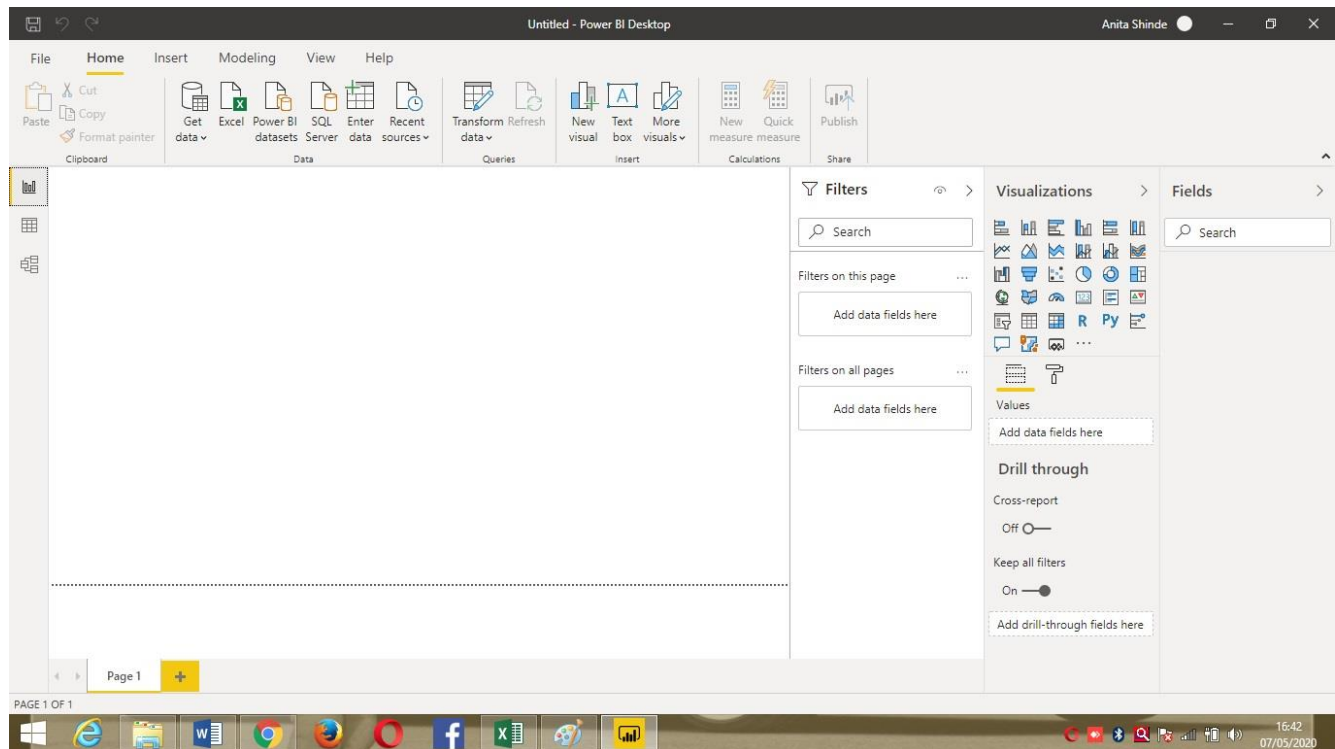 Untitled - Power BI Desktop
Anita Shinde
File Home Insert Modeling View Help
Paste
Cut
Copy
Format painter
Clipboard
Get data
Excel
Power BI datasets
SQL Server
Enter data
Recent sources
Data
Transform data
Refresh
Queries
New visual
Text box
More visuals
Insert
New measure
Quick measure
Calculations
Publish
Share
Filters
Search
Filters on this page
Add data fields here
Filters on all pages
Add data fields here
Visualizations
R Py
Values
Add data fields here
Drill through
Cross-report
Off
Keep all filters
On
Add drill-through fields here
Fields
Search
Page 1
PAGE 1 OF 1
16:42
07/05/2020